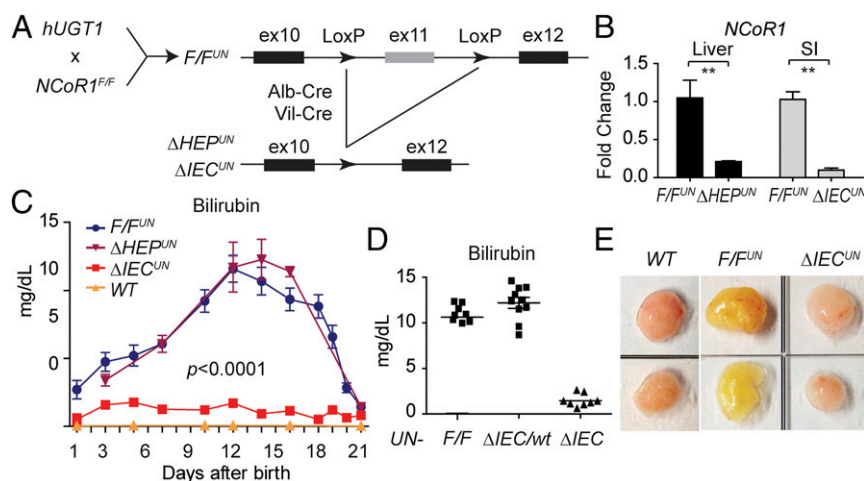 A
hUGT1
x
NCoR1F/F
F/FUN
ex10 LoxP ex11 LoxP ex12
Alb-Cre
Vil-Cre
ΔHEPUN
ΔIECUN
ex10 ex12
B
NCoR1
Liver SI
** **
Fold Change
1.5
1.0
0.5
0.0
F/FUN ΔHEPUN F/FUN ΔIECUN
C
Bilirubin
F/FUN
ΔHEPUN
ΔIECUN
WT
mg/dL
15
10
5
0
p<0.0001
1 3 6 9 12 15 18 21
Days after birth
D
Bilirubin
mg/dL
15
10
5
0
UN- F/F ΔIEC/wt ΔIEC
E
WT F/FUN ΔIECUN